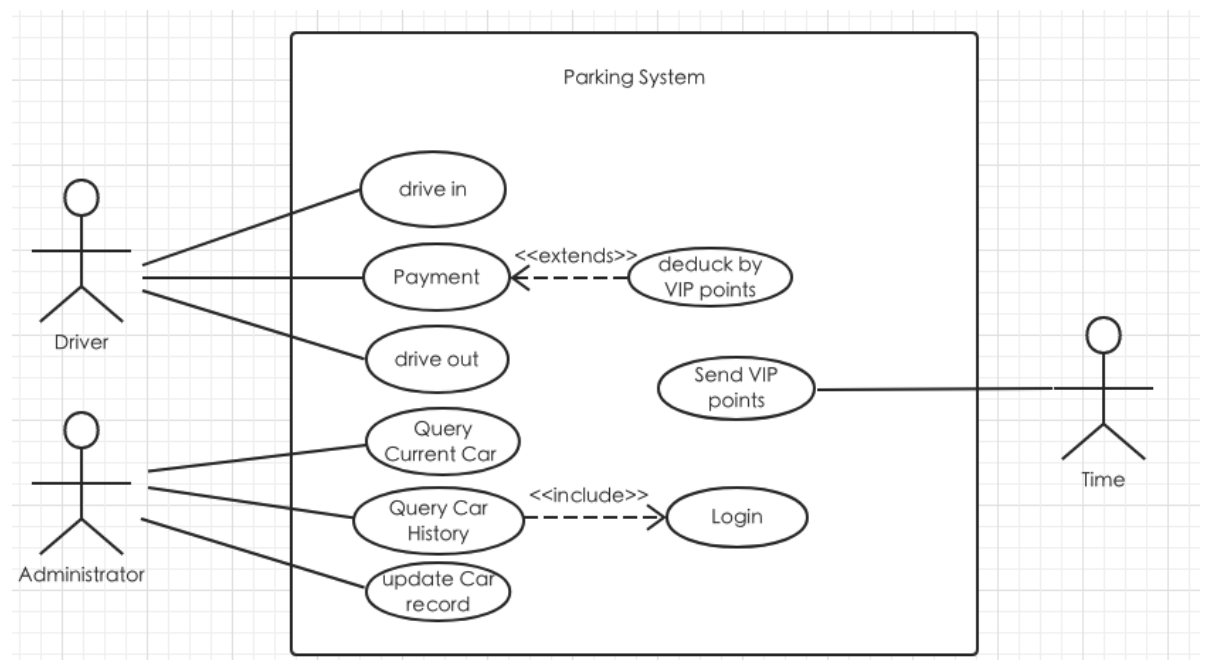 Parking System
drive in
Payment
<<extends>>
deduck by
VIP points
drive out
Driver
Send VIP
points
Query
Current Car
Query Car
History
<<include>>
Login
Time
update Car
record
Administrator